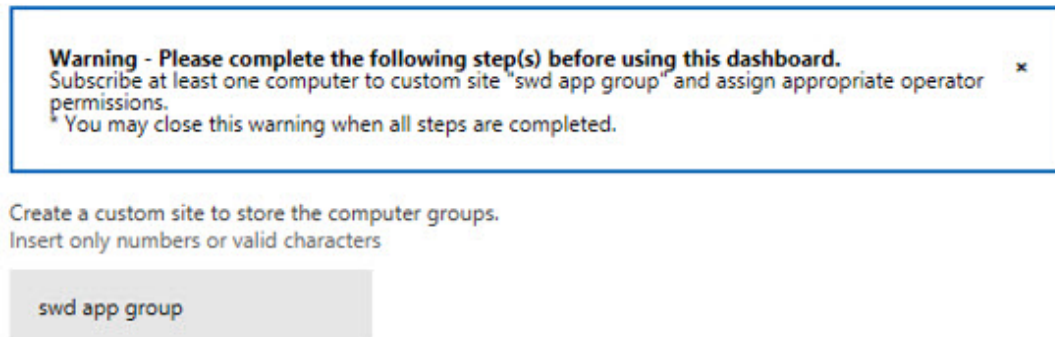 Warning - Please complete the following step(s) before using this dashboard.
Subscribe at least one computer to custom site "swd app group" and assign appropriate operator
permissions.
* You may close this warning when all steps are completed.
×
Create a custom site to store the computer groups.
Insert only numbers or valid characters
swd app group